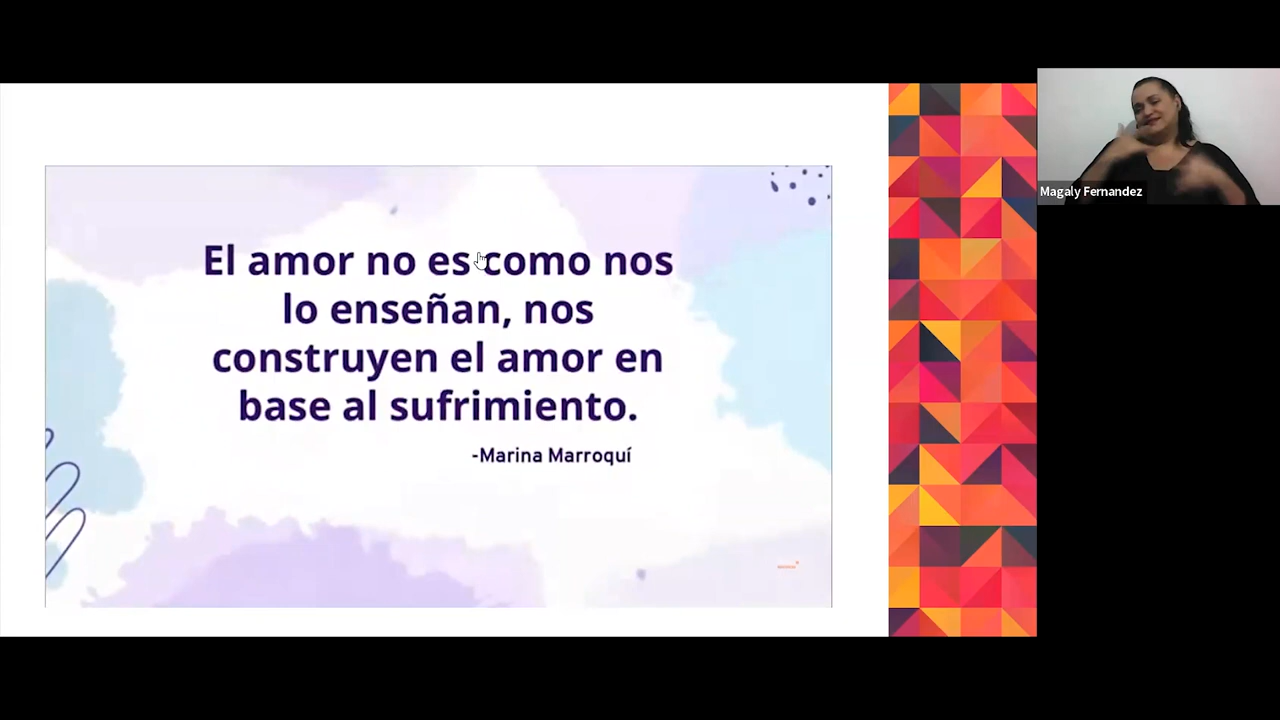 El amor no es como nos
lo enseñan, nos
construyen el amor en
base al sufrimiento.
-Marina Marroquí
Magaly Fernandez